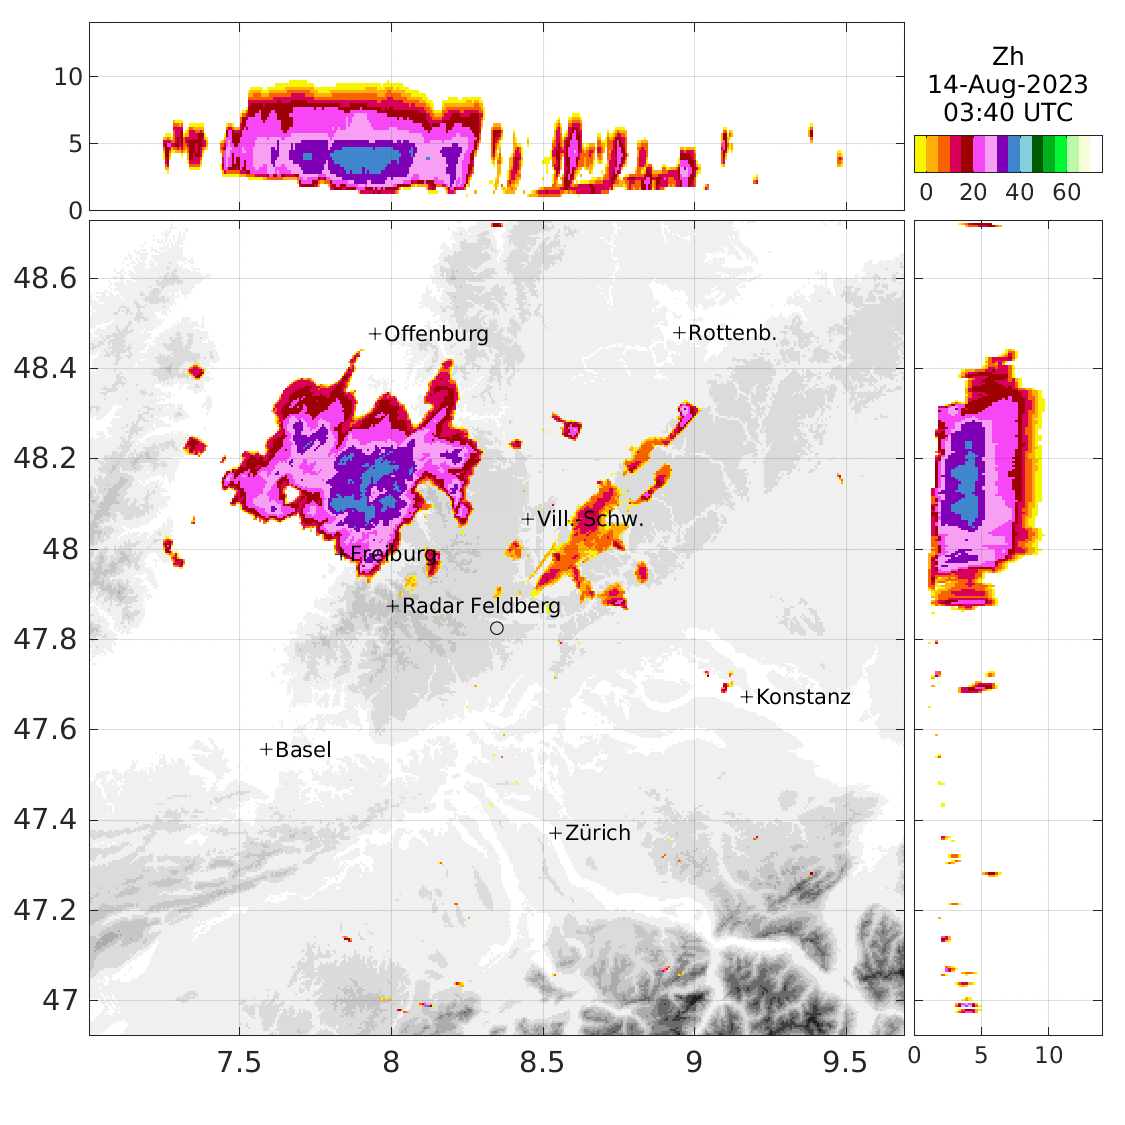 10
5
0
Zh
14-Aug-2023
03:40 UTC
0 20 40 60
48.6
48.4
48.2
48
47.8
47.6
47.4
47.2
47
+Offenburg
+Rottenb.
+Vill.-Schw.
+Freiburg
+Radar Feldberg
+Konstanz
+Basel
+Zürich
7.5 8 8.5 9 9.5
0 5 10